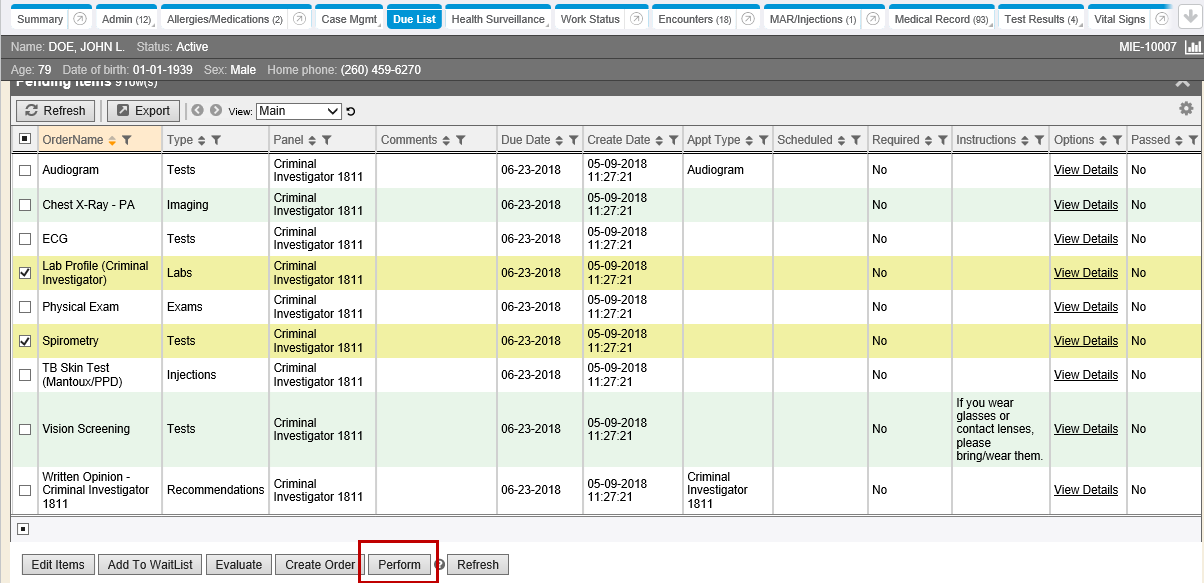 Summary Admin (12) Allergies/Medications (2) Case Mgmt Due List Health Surveillance Work Status Encounters (18) MAR/Injections (1) Medical Record (93) Test Results (4) Vital Signs
Name: DOE, JOHN L. Status: Active MIE-10007
Age: 79 Date of birth: 01-01-1939 Sex: Male Home phone: (260) 459-6270
Pending Items 9 row(s)
Refresh Export View: Main
OrderName Type Panel Comments Due Date Create Date Appt Type Scheduled Required Instructions Options Passed
Audiogram Tests Criminal Investigator 1811 06-23-2018 05-09-2018 11:27:21 Audiogram No View Details No
Chest X-Ray - PA Imaging Criminal Investigator 1811 06-23-2018 05-09-2018 11:27:21 No View Details No
ECG Tests Criminal Investigator 1811 06-23-2018 05-09-2018 11:27:21 No View Details No
Lab Profile (Criminal Investigator) Labs Criminal Investigator 1811 06-23-2018 05-09-2018 11:27:21 No View Details No
Physical Exam Exams Criminal Investigator 1811 06-23-2018 05-09-2018 11:27:21 No View Details No
Spirometry Tests Criminal Investigator 1811 06-23-2018 05-09-2018 11:27:21 No View Details No
TB Skin Test (Mantoux/PPD) Injections Criminal Investigator 1811 06-23-2018 05-09-2018 11:27:21 No View Details No
Vision Screening Tests Criminal Investigator 1811 06-23-2018 05-09-2018 11:27:21 No If you wear glasses or contact lenses, please bring/wear them. View Details No
Written Opinion - Criminal Investigator 1811 Recommendations Criminal Investigator 1811 06-23-2018 05-09-2018 11:27:21 Criminal Investigator 1811 No View Details No
Edit Items Add To WaitList Evaluate Create Order Perform Refresh